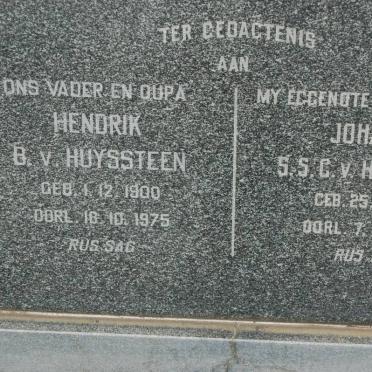 TER GEDAGTENIS
AAN
ONS VADER EN OUPA
HENDRIK
B. v. HUYSSTEEN
GEB. 1. 12. 1900
OORL. 18. 10. 1975
RUS SAG
MY EGGENOTE
JOHA
S.S.C. v. H
GEB. 25.
OORL. 7.
RUS